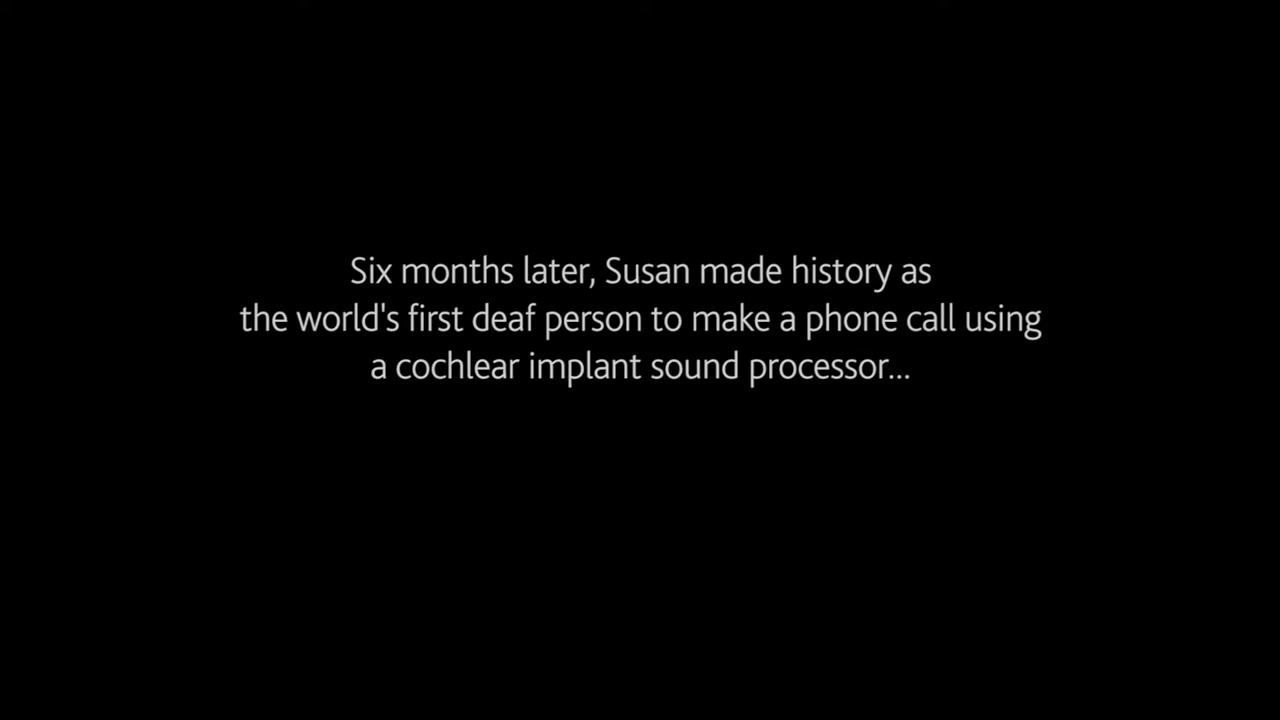 Six months later, Susan made history as
the world's first deaf person to make a phone call using
a cochlear implant sound processor...